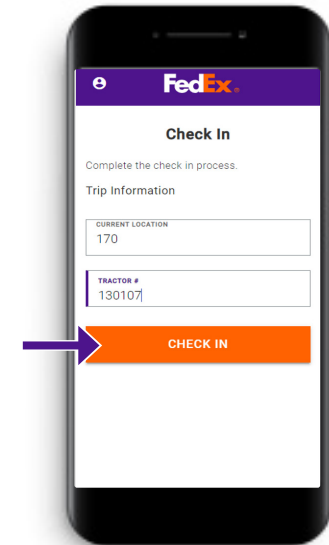 FedEx.
Check In
Complete the check in process.
Trip Information
CURRENT LOCATION
170
TRACTOR #
130107
CHECK IN